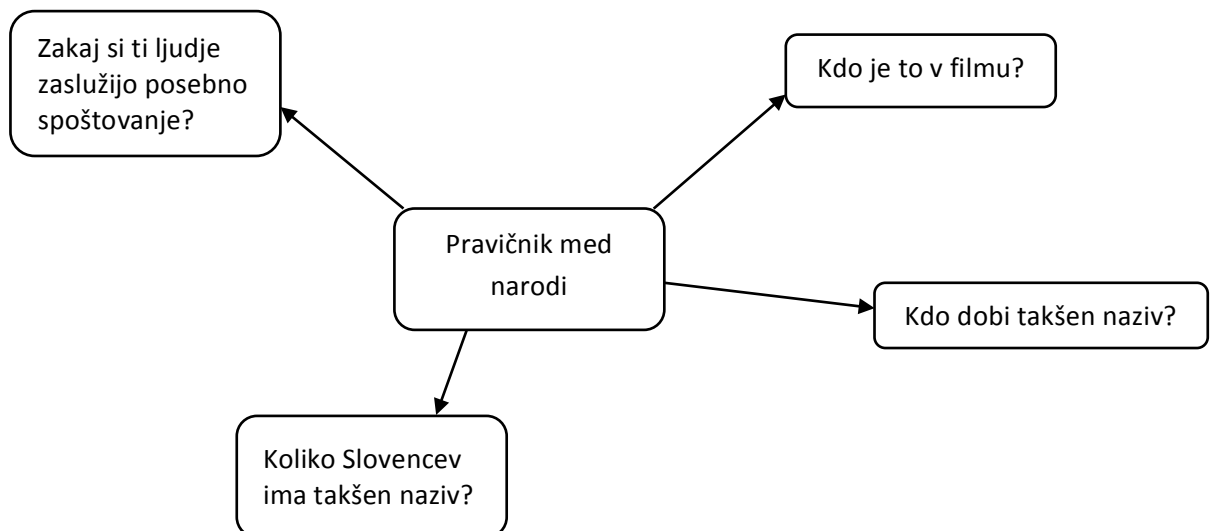 Zakaj si ti ljudje
zaslužijo posebno
spoštovanje?
Kdo je to v filmu?
Pravičnik med
narodi
Kdo dobi takšen naziv?
Koliko Slovencev
ima takšen naziv?